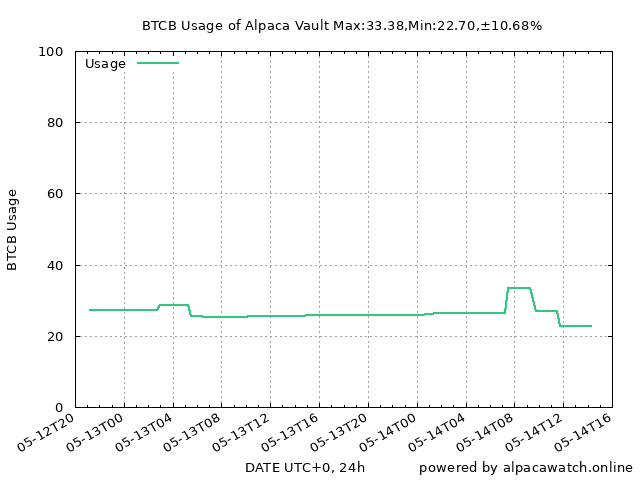 BTCB Usage of Alpaca Vault Max:33.38,Min:22.70,±10.68%
Usage
100
80
60
40
20
0
BTCB Usage
05-12T20
05-13T00
05-13T04
05-13T08
05-13T12
05-13T16
05-13T20
05-14T00
05-14T04
05-14T08
05-14T12
05-14T16
DATE UTC+0, 24h
powered by alpacawatch.online